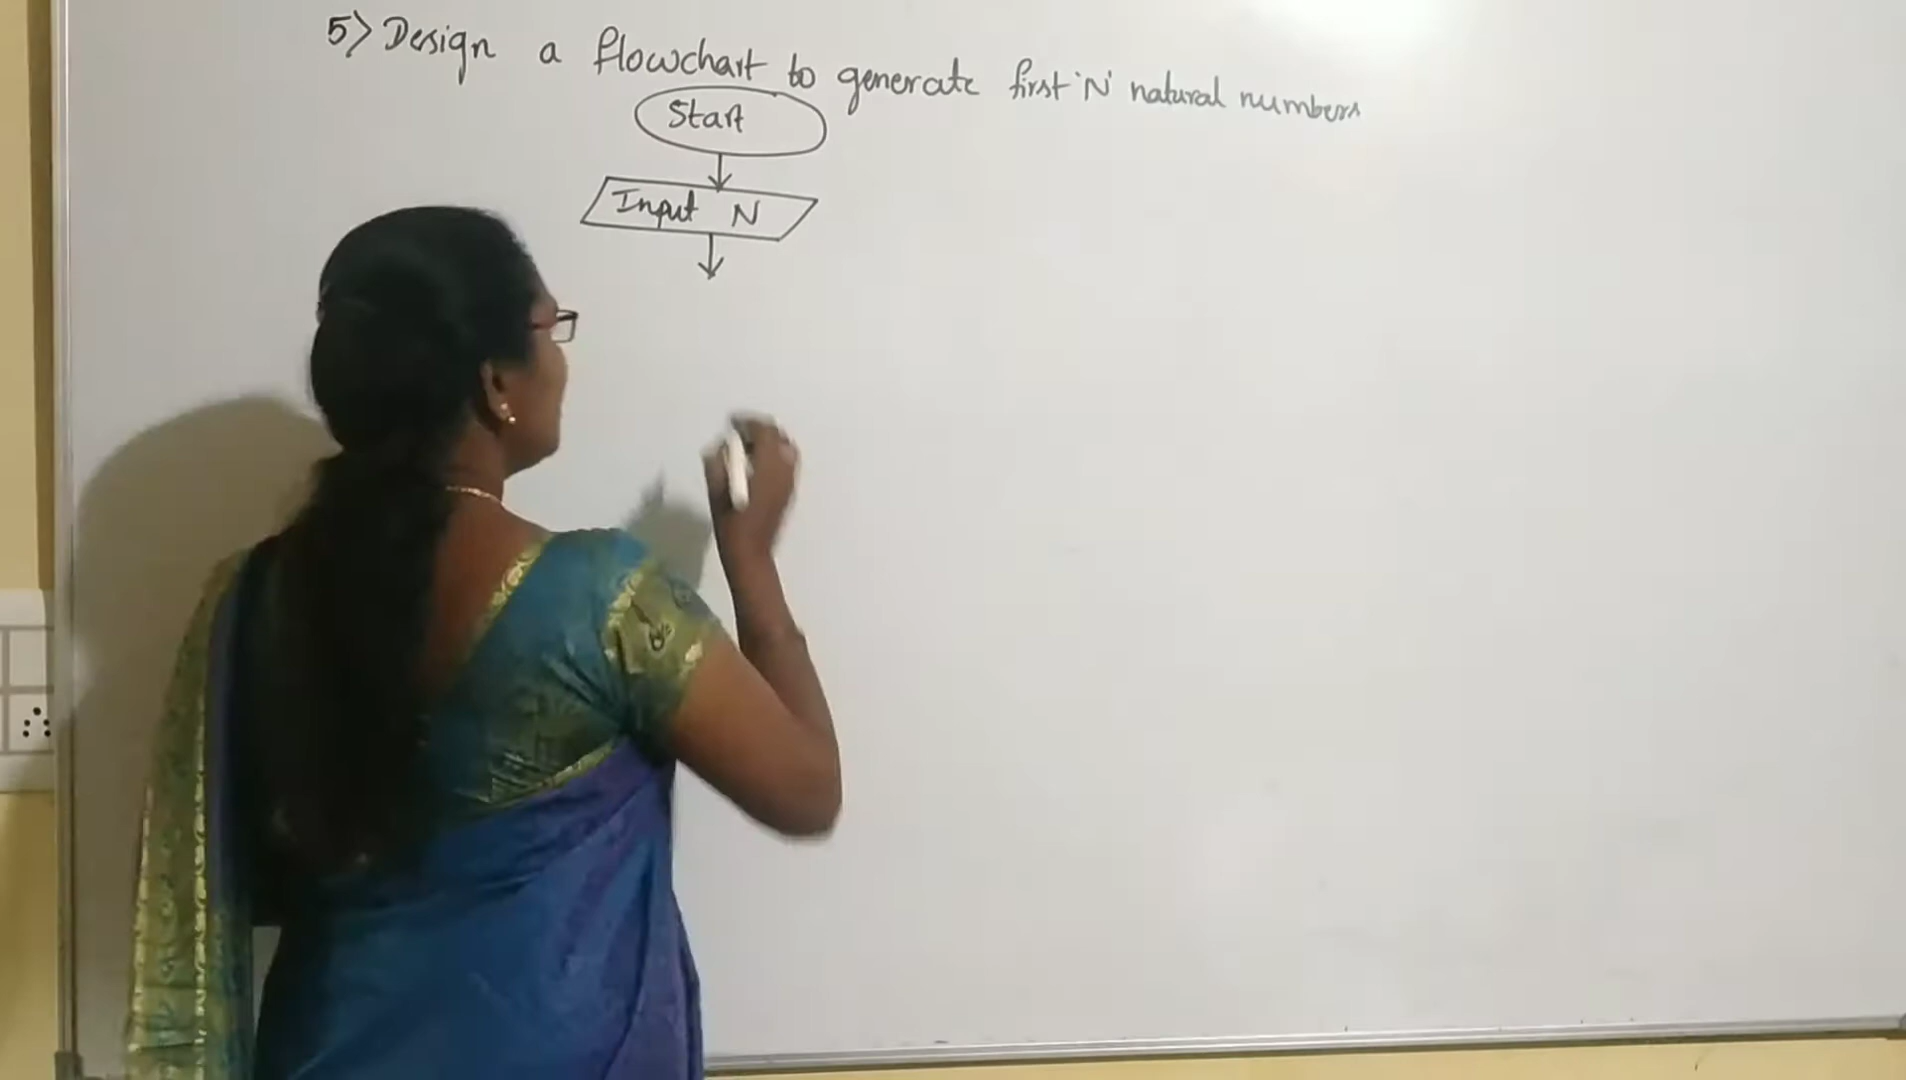 5> Design a flowchart to generate first 'N' natural numbers
Start
Input N